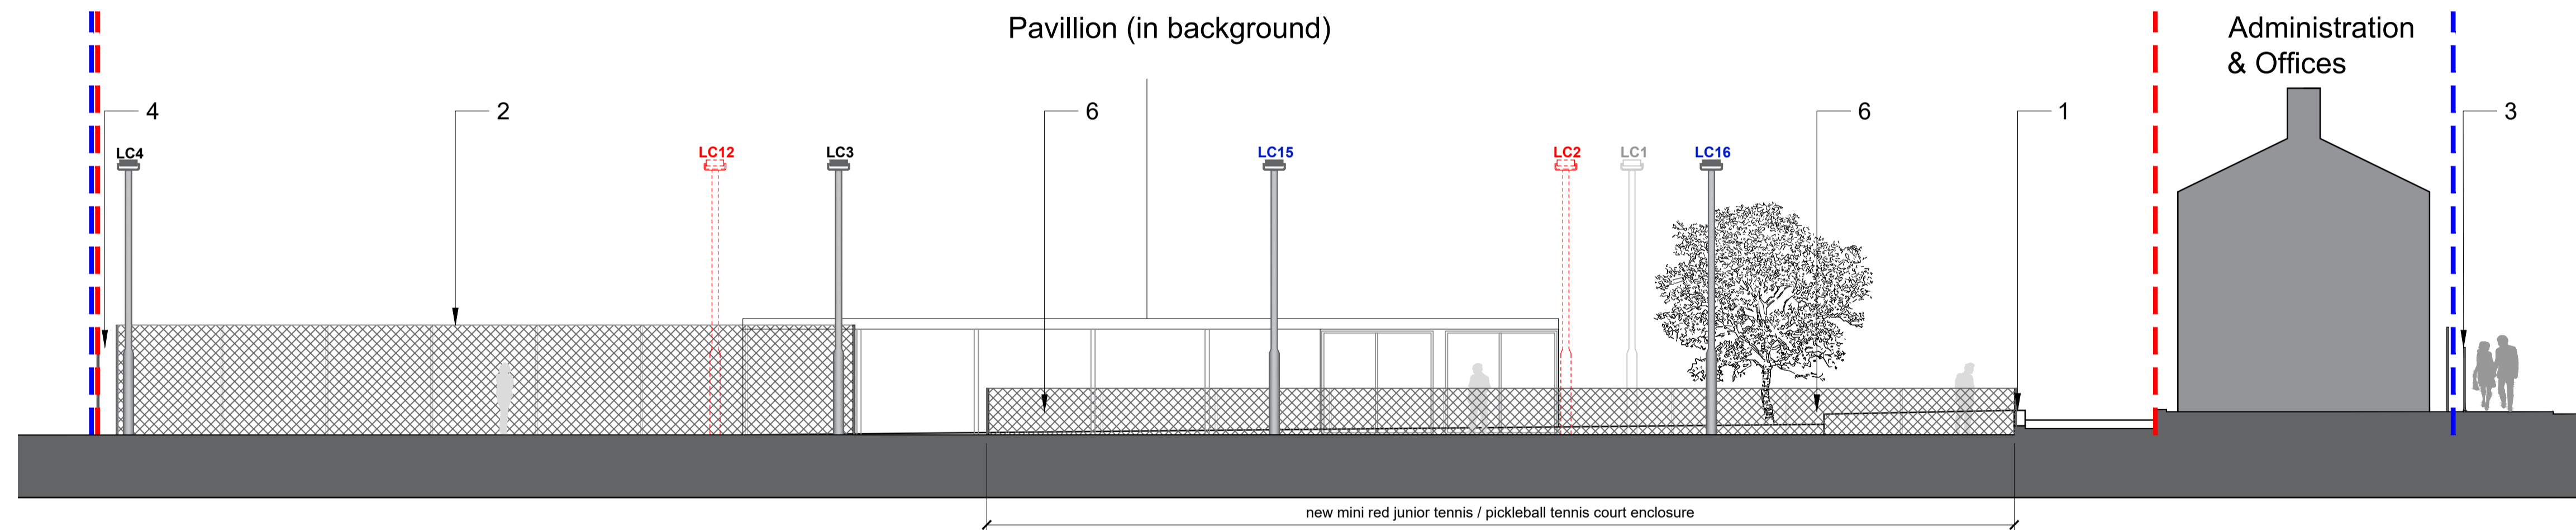 Pavillion (in background)
Administration
& Offices
4
2
6
6
1
3
LC4
LC12
LC3
LC15
LC2
LC1
LC16
new mini red junior tennis / pickleball tennis court enclosure